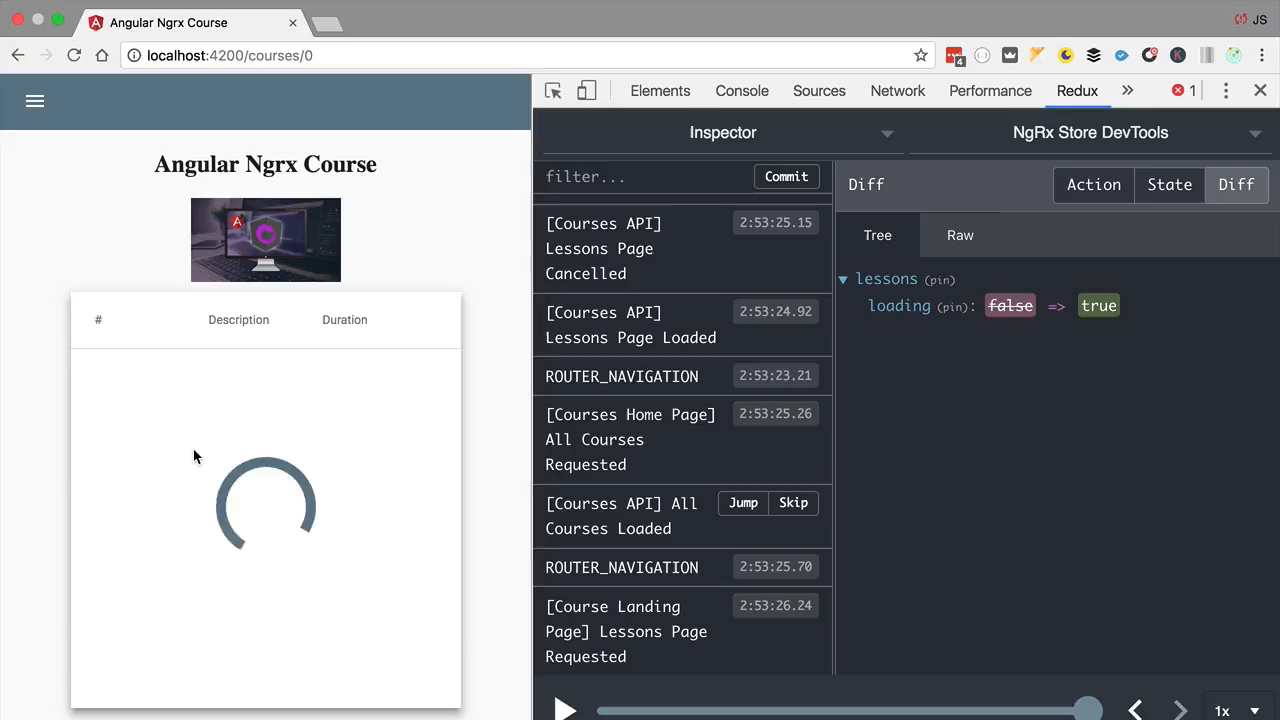 Angular Ngrx Course
JS
localhost:4200/courses/0
4
Elements Console Sources Network Performance Redux 1
Angular Ngrx Course
# Description Duration
Inspector
NgRx Store DevTools
filter...
Commit
[Courses API]
Lessons Page
Cancelled
2:53:25.15
[Courses API]
Lessons Page Loaded
2:53:24.92
ROUTER_NAVIGATION
2:53:23.21
[Courses Home Page]
All Courses
Requested
2:53:25.26
[Courses API] All
Courses Loaded
Jump Skip
ROUTER_NAVIGATION
2:53:25.70
[Course Landing
Page] Lessons Page
Requested
2:53:26.24
Diff
Action State Diff
Tree Raw
lessons (pin)
loading (pin): false => true
1x